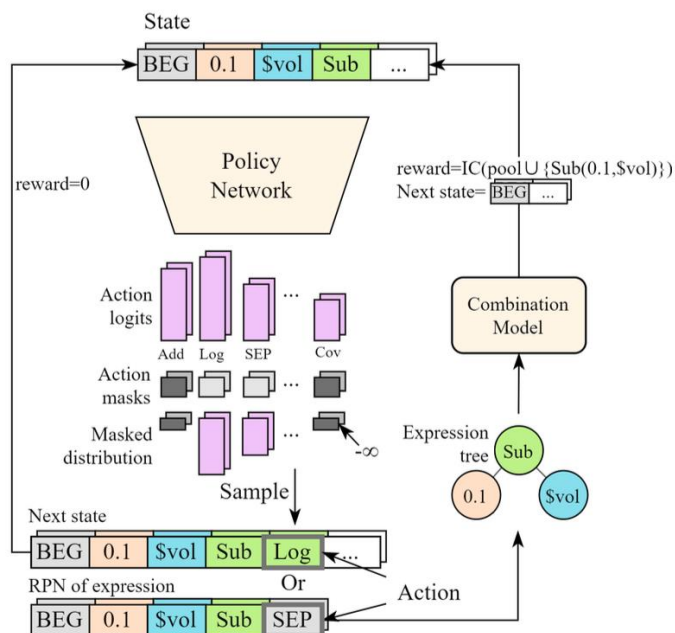 State
BEG 0.1 $vol Sub ...
Policy
Network
reward=0
reward=IC(pool∪{Sub(0.1,$vol)})
Next state= BEG ...
Action
logits
...
Add Log SEP Cov
Action
masks
...
Masked
distribution
...
-∞
Combination
Model
Expression
tree
Sub
0.1 $vol
Sample
Next state
BEG 0.1 $vol Sub Log ...
Or
RPN of expression
Action
BEG 0.1 $vol Sub SEP